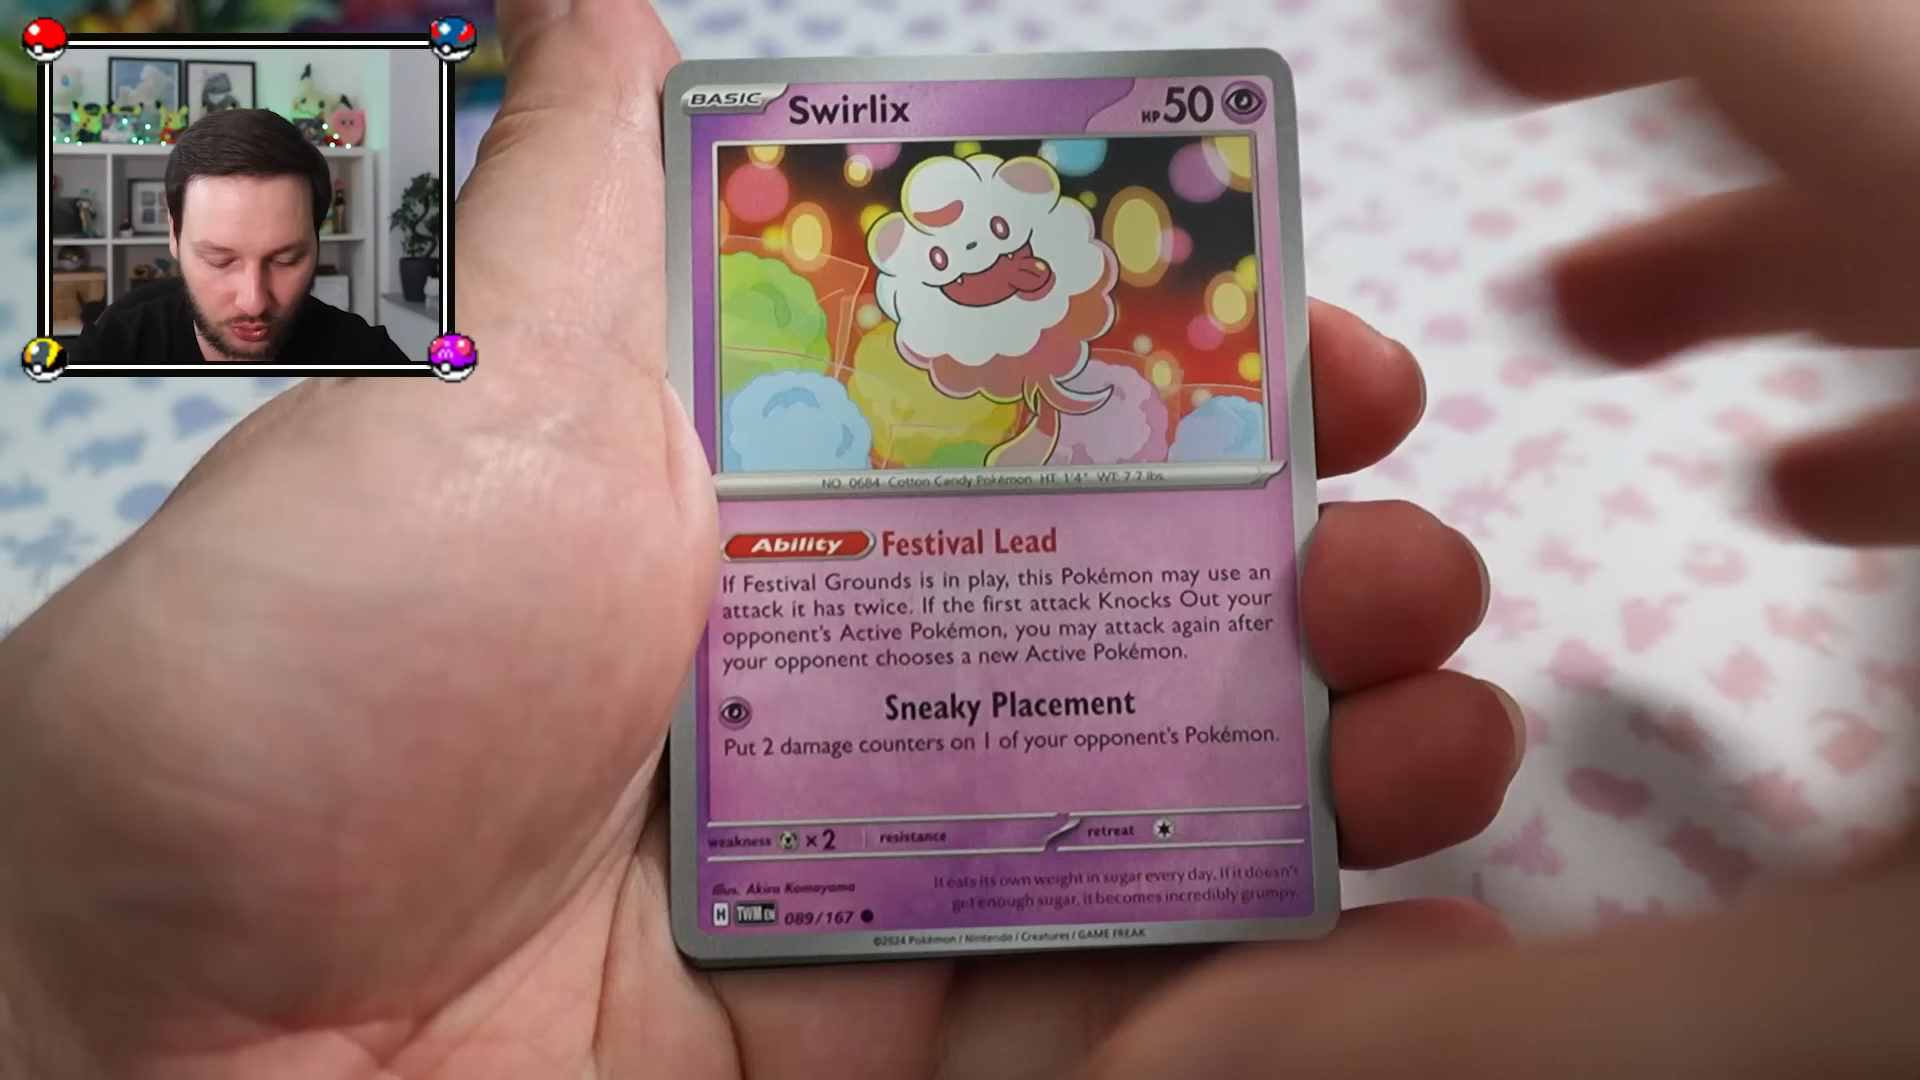 BASIC Swirlix HP 50
NO. 0684 Cotton Candy Pokémon HT: 1'4" WT: 7.7 lbs.
Ability Festival Lead
If Festival Grounds is in play, this Pokémon may use an
attack it has twice. If the first attack Knocks Out your
opponent's Active Pokémon, you may attack again after
your opponent chooses a new Active Pokémon.
Sneaky Placement
Put 2 damage counters on 1 of your opponent's Pokémon.
weakness ×2 resistance retreat
Illus. Akira Komayama
It eats its own weight in sugar every day. If it doesn't
get enough sugar, it becomes incredibly grumpy.
H TWM EN 089/167
©2024 Pokémon / Nintendo / Creatures / GAME FREAK